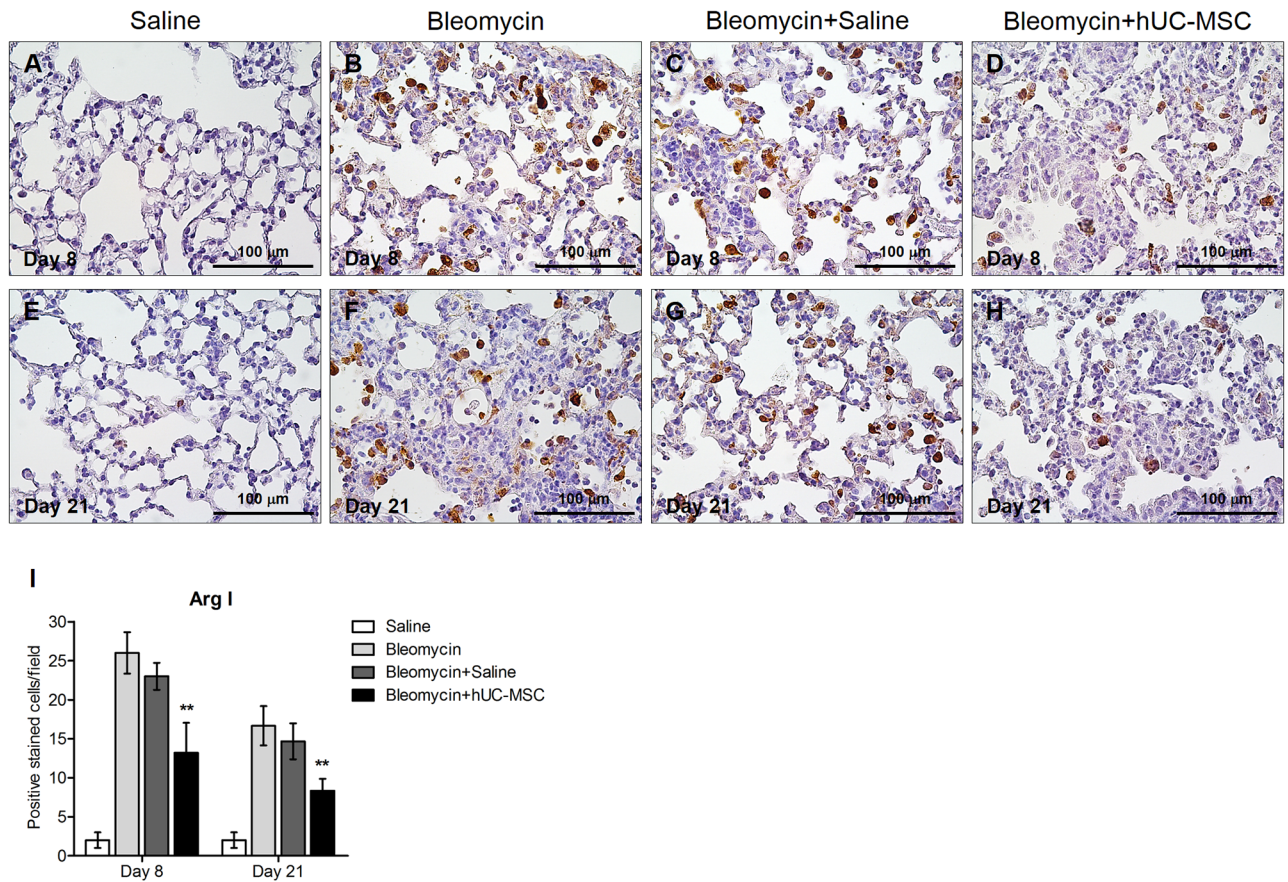 Saline
Bleomycin
Bleomycin+Saline
Bleomycin+hUC-MSC
A
Day 8
100 μm
B
Day 8
100 μm
C
Day 8
100 μm
D
Day 8
100 μm
E
Day 21
100 μm
F
Day 21
100 μm
G
Day 21
100 μm
H
Day 21
100 μm
I
Arg I
Positive stained cells/field
30
25
20
15
10
5
0
**
**
Day 8
Day 21
Saline
Bleomycin
Bleomycin+Saline
Bleomycin+hUC-MSC